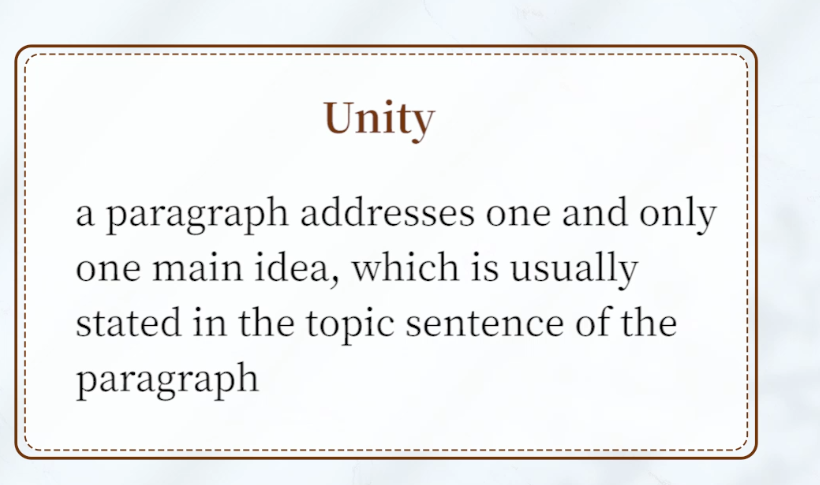 Unity
a paragraph addresses one and only
one main idea, which is usually
stated in the topic sentence of the
paragraph